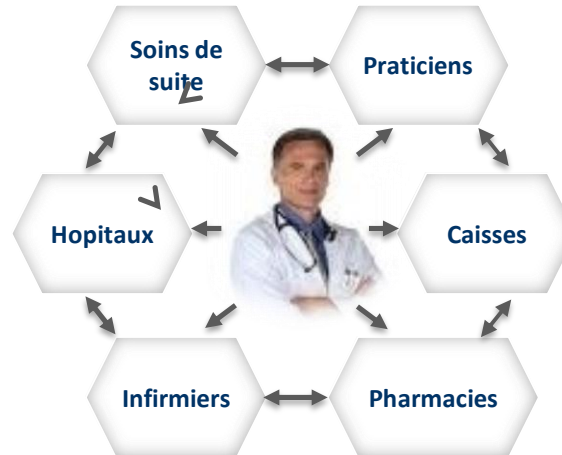 Soins de
suite
Praticiens
Hopitaux
Caisses
Infirmiers
Pharmacies